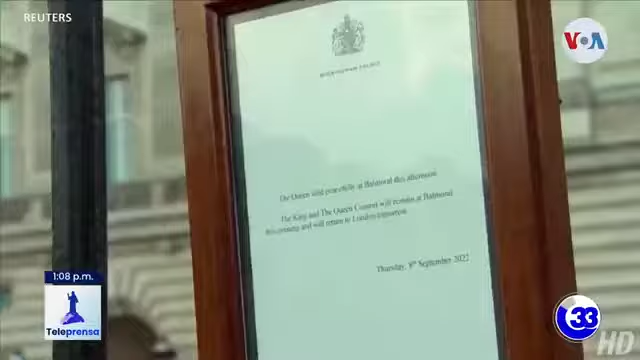 REUTERS
VOA
BUCKINGHAM PALACE
The Queen died peacefully at Balmoral this afternoon.
The King and The Queen Consort will remain at Balmoral
this evening and will return to London tomorrow.
Thursday, 8th September 2022
1:08 p.m.
Teleprensa
33
HD